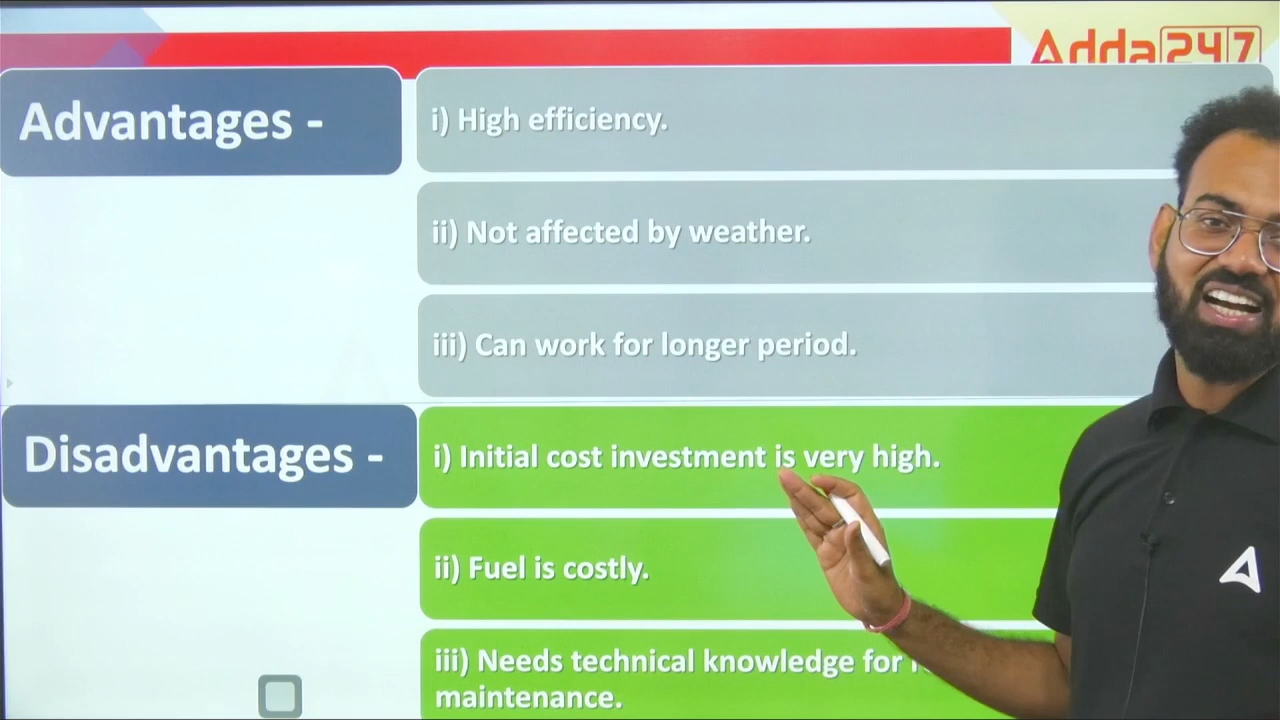 Adda247
Advantages -
i) High efficiency.
ii) Not affected by weather.
iii) Can work for longer period.
Disadvantages -
i) Initial cost investment is very high.
ii) Fuel is costly.
iii) Needs technical knowledge for
maintenance.